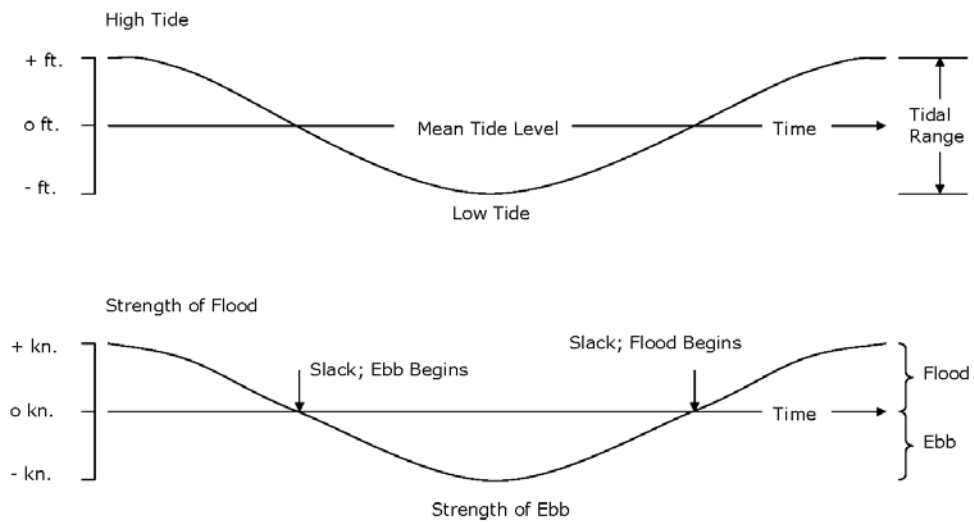 High Tide
+ ft.
o ft.
- ft.
Mean Tide Level
Time
Tidal
Range
Low Tide
Strength of Flood
+ kn.
o kn.
- kn.
Slack; Ebb Begins
Slack; Flood Begins
Time
Flood
Ebb
Strength of Ebb